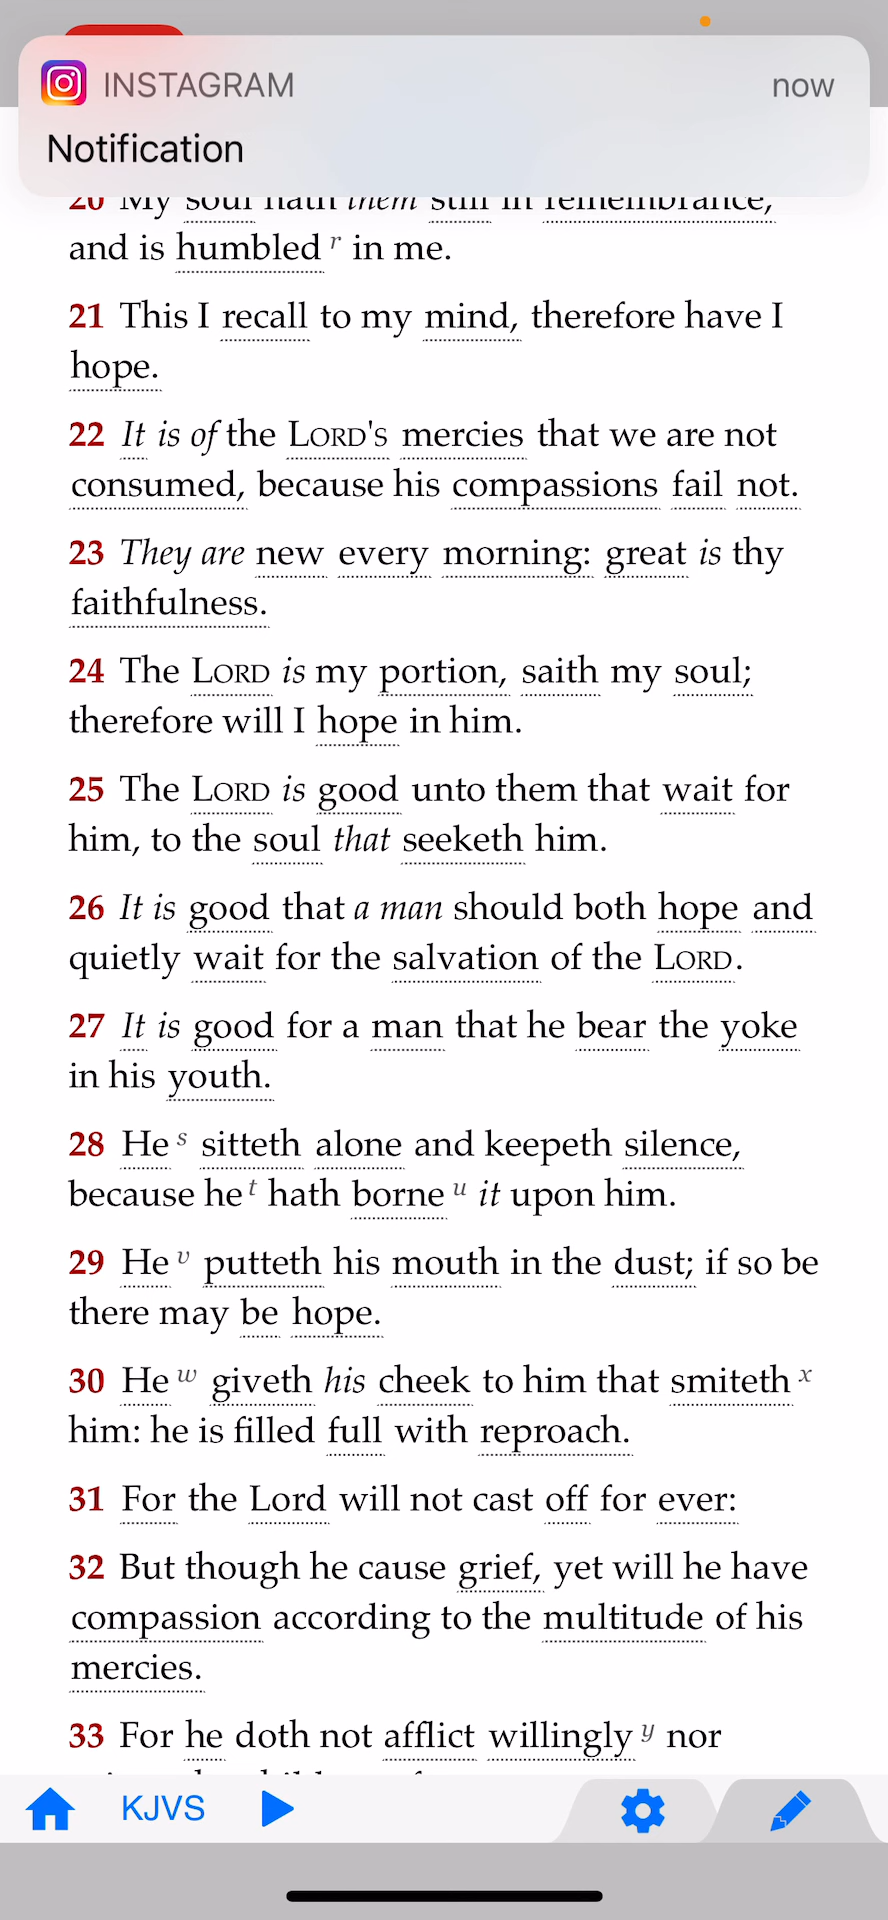 INSTAGRAM
now
Notification
20 My soul hath them still in remembrance,
and is humbled r in me.
21 This I recall to my mind, therefore have I
hope.
22 It is of the LORD'S mercies that we are not
consumed, because his compassions fail not.
23 They are new every morning: great is thy
faithfulness.
24 The LORD is my portion, saith my soul;
therefore will I hope in him.
25 The LORD is good unto them that wait for
him, to the soul that seeketh him.
26 It is good that a man should both hope and
quietly wait for the salvation of the LORD.
27 It is good for a man that he bear the yoke
in his youth.
28 He s sitteth alone and keepeth silence,
because he t hath borne u it upon him.
29 He v putteth his mouth in the dust; if so be
there may be hope.
30 He w giveth his cheek to him that smiteth x
him: he is filled full with reproach.
31 For the Lord will not cast off for ever:
32 But though he cause grief, yet will he have
compassion according to the multitude of his
mercies.
33 For he doth not afflict willingly y nor
KJVS